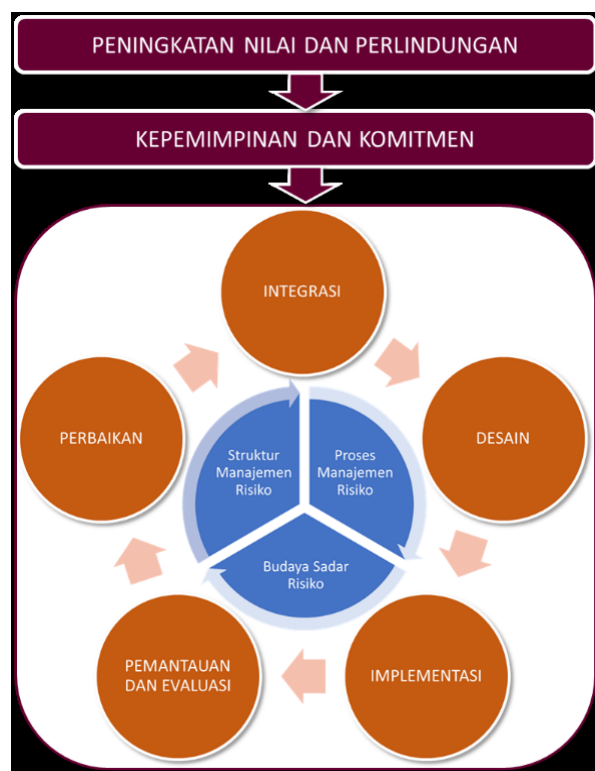 PENINGKATAN NILAI DAN PERLINDUNGAN
KEPEMIMPINAN DAN KOMITMEN
INTEGRASI
DESAIN
IMPLEMENTASI
PEMANTAUAN
DAN EVALUASI
PERBAIKAN
Struktur
Manajemen
Risiko
Proses
Manajemen
Risiko
Budaya Sadar
Risiko